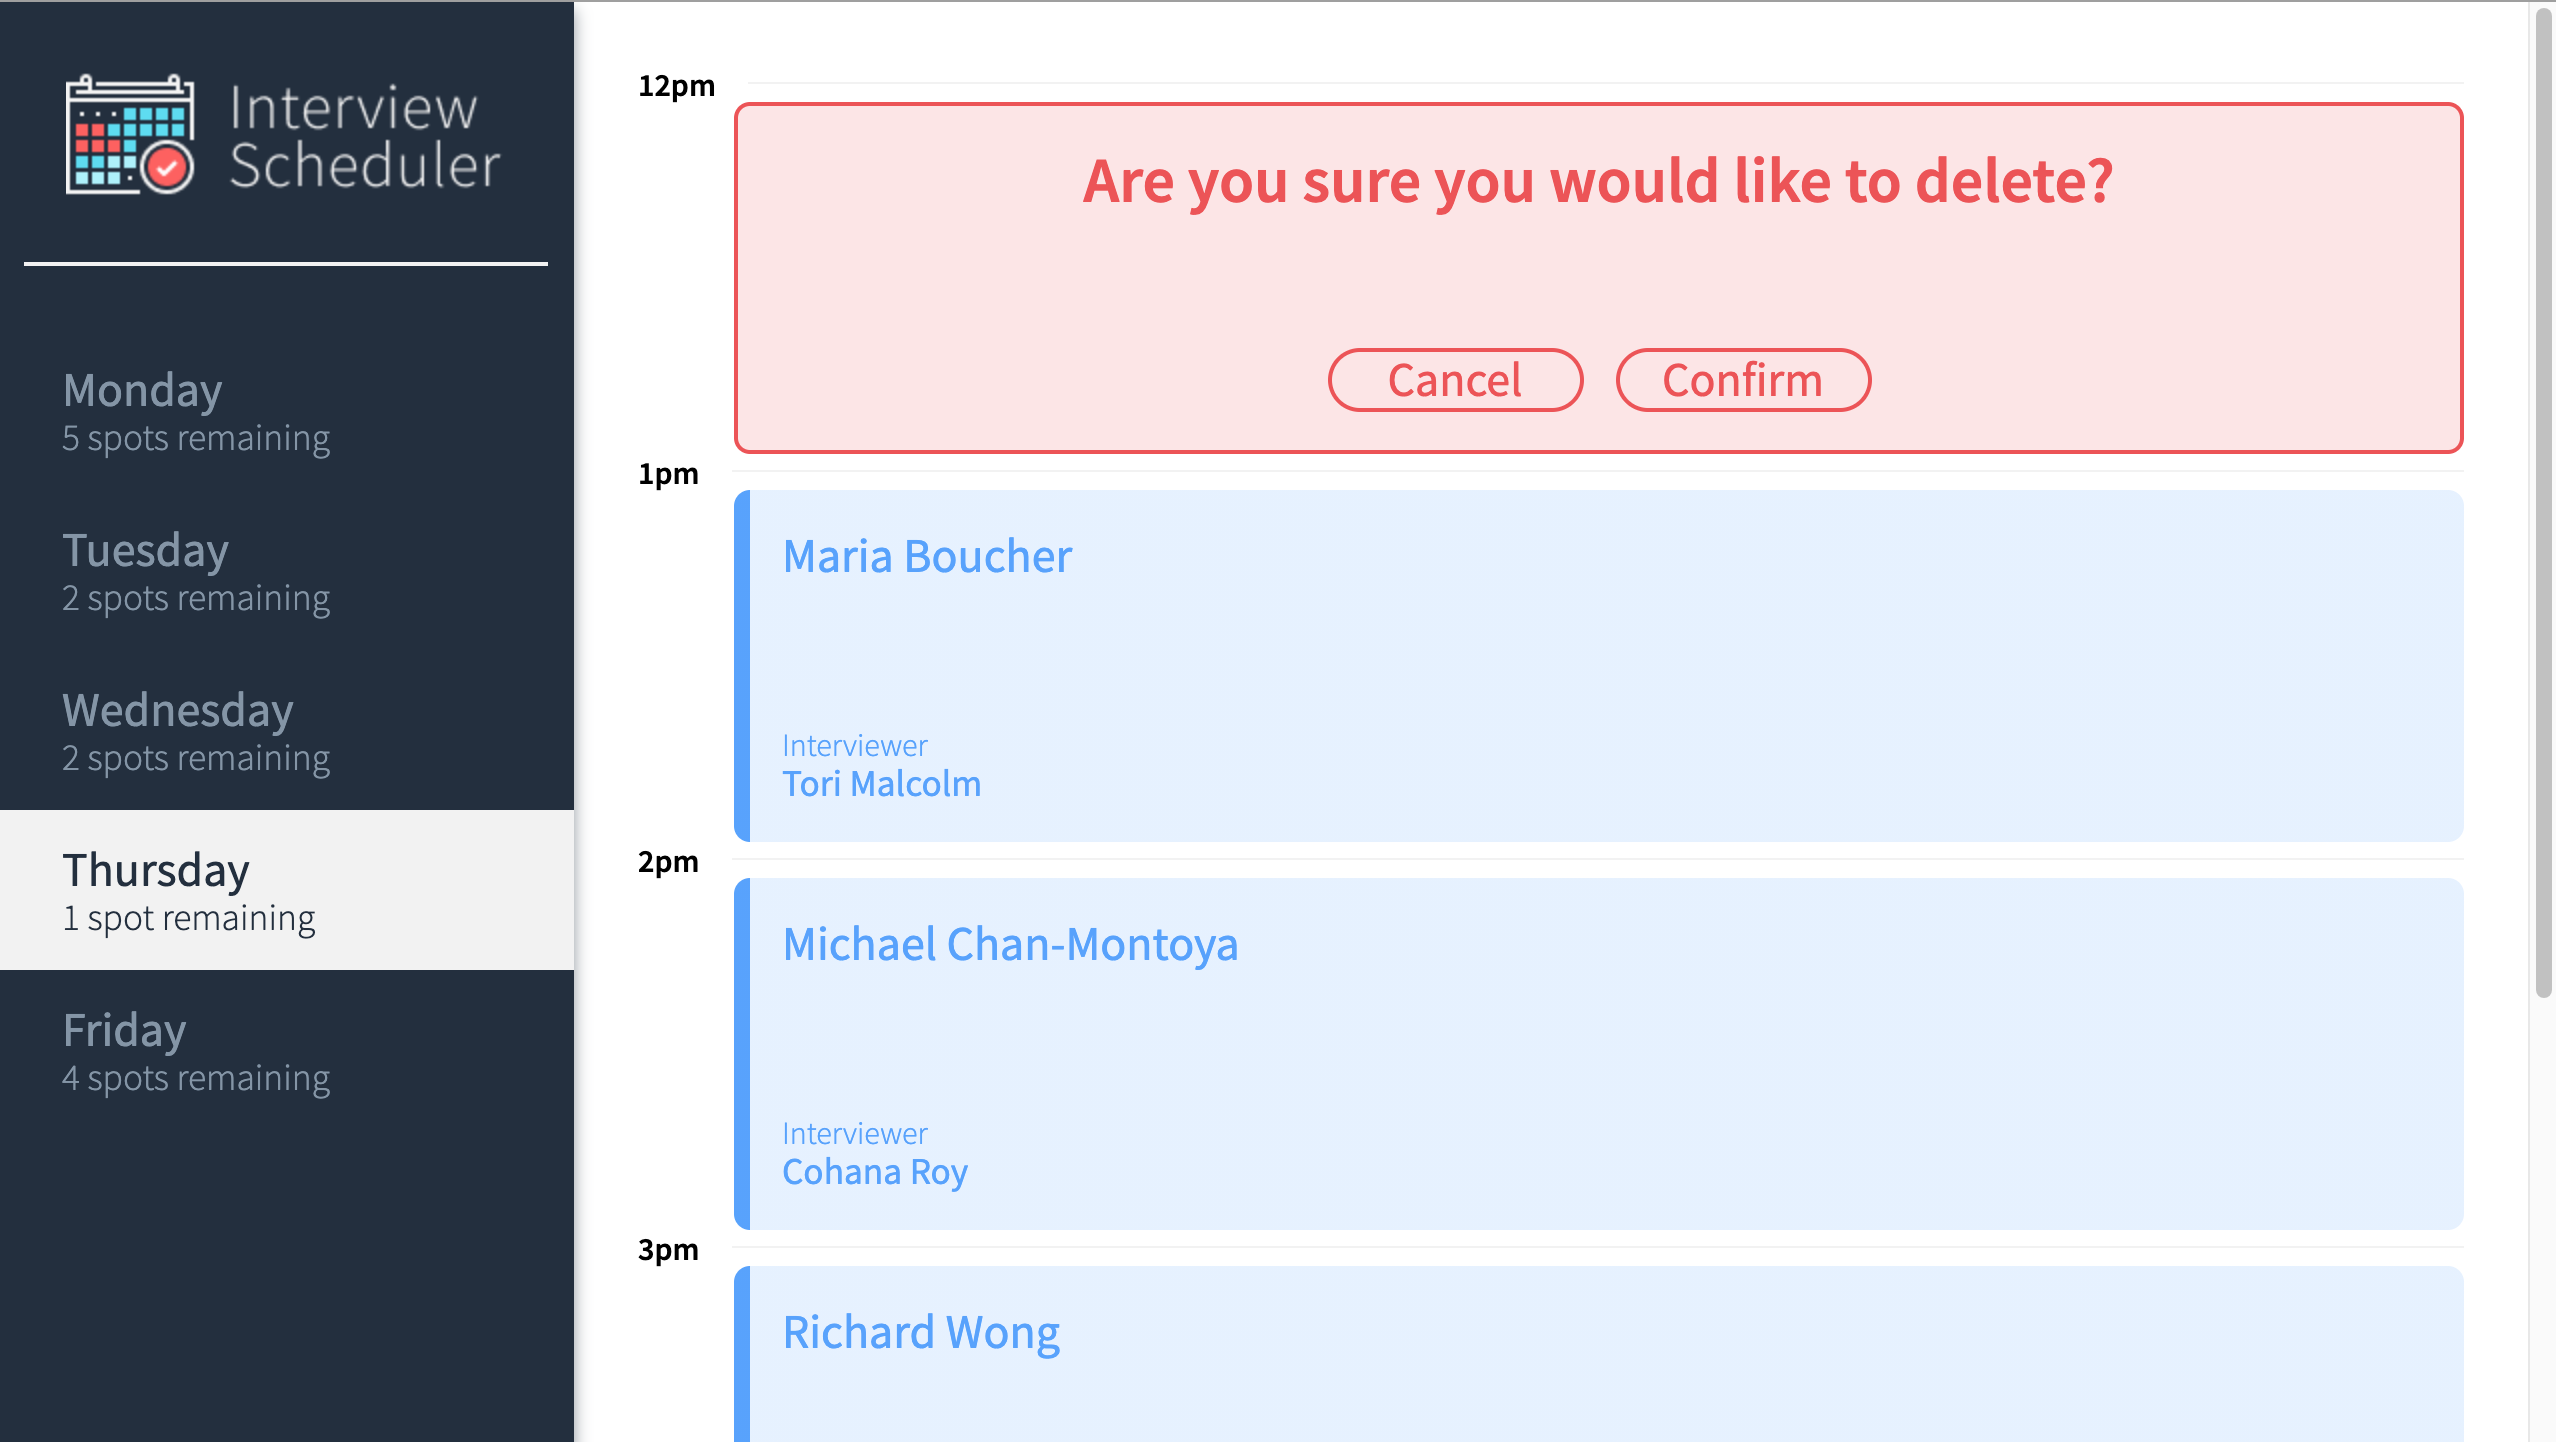 Interview
Scheduler
Monday
5 spots remaining
Tuesday
2 spots remaining
Wednesday
2 spots remaining
Thursday
1 spot remaining
Friday
4 spots remaining
12pm
Are you sure you would like to delete?
Cancel Confirm
1pm
Maria Boucher
Interviewer
Tori Malcolm
2pm
Michael Chan-Montoya
Interviewer
Cohana Roy
3pm
Richard Wong